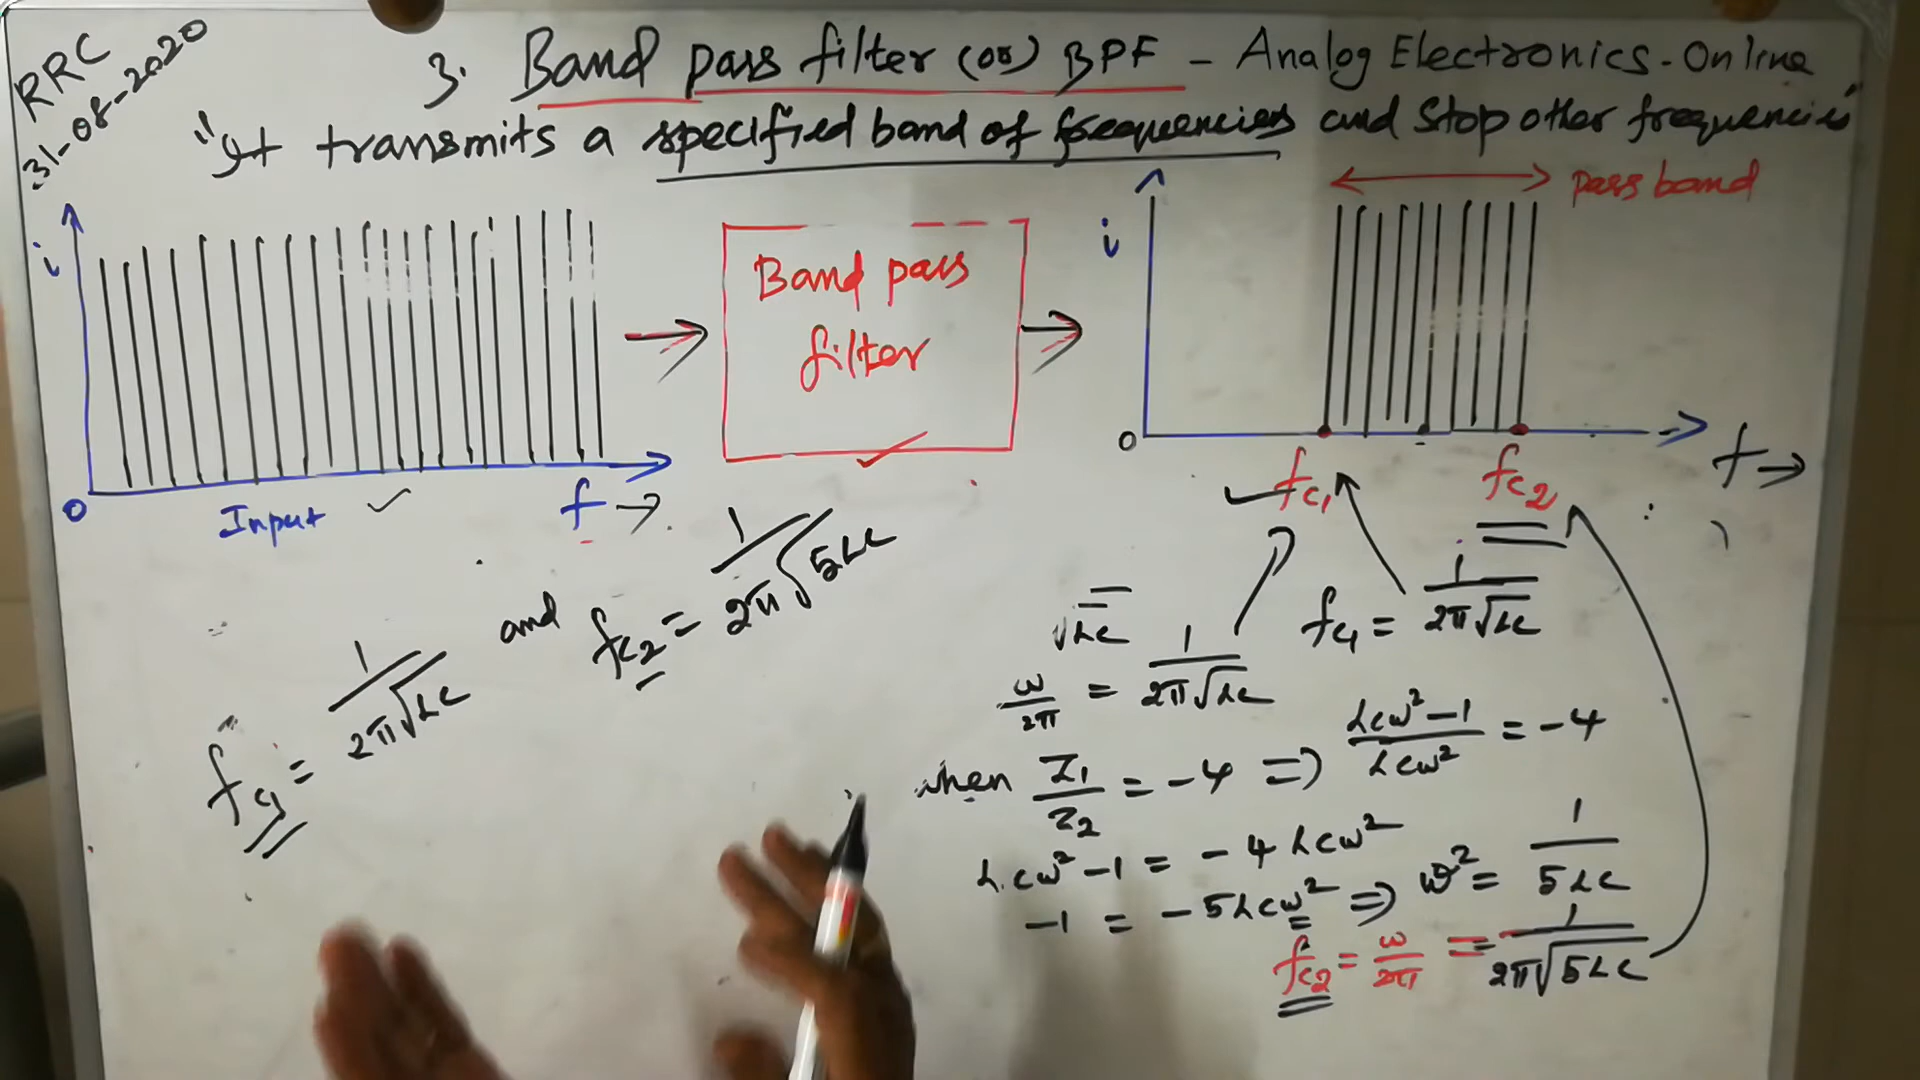 RRC
31-08-2020
3. Band pass filter (or) BPF - Analog Electronics - Online
"It transmits a specified band of frequencies and stop other frequencies"
i
0
Input ✓
f →
Band pass
filter
✓
i
pass band
0
fc1
fc2
f →
fc1 = 1/(2π√LC) and fc2 = 1/(2π√5LC)
√LC
ω/2π = 1/(2π√LC)
fc1 = 1/(2π√LC)
when Z1/Z2 = -4 => (LCω²-1)/LCω² = -4
LCω²-1 = -4LCω²
-1 = -5LCω² => ω² = 1/5LC
fc2 = ω/2π = 1/(2π√5LC)